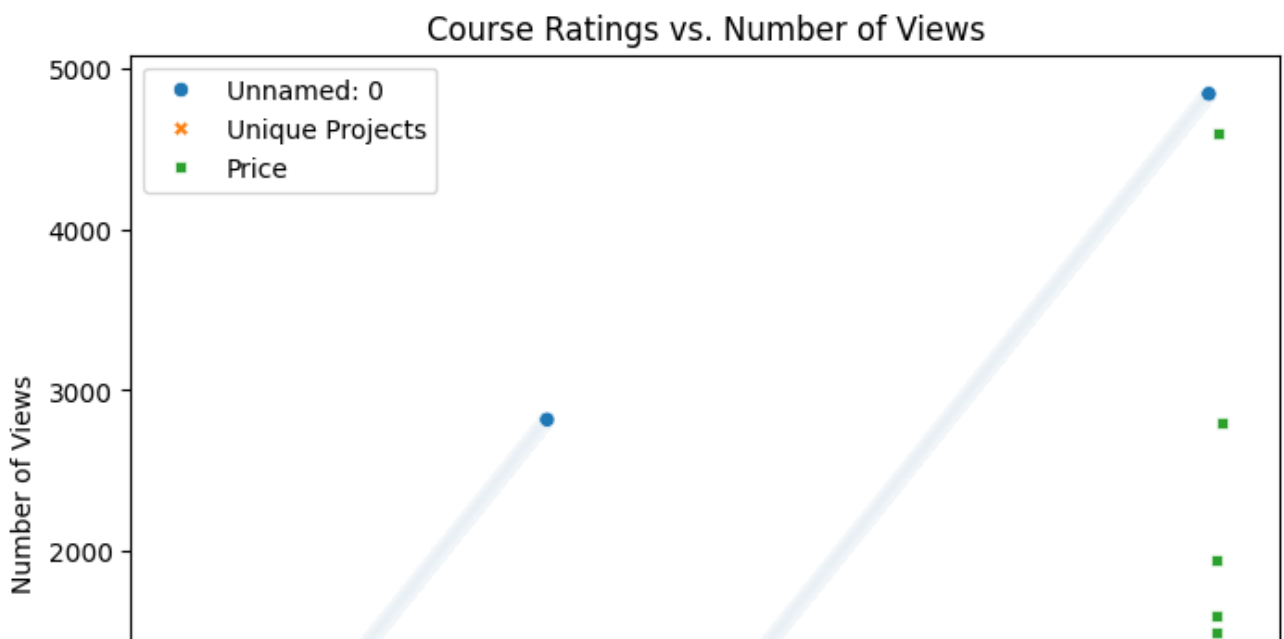 Course Ratings vs. Number of Views
5000
Unnamed: 0
Unique Projects
Price
4000
3000
Number of Views
2000